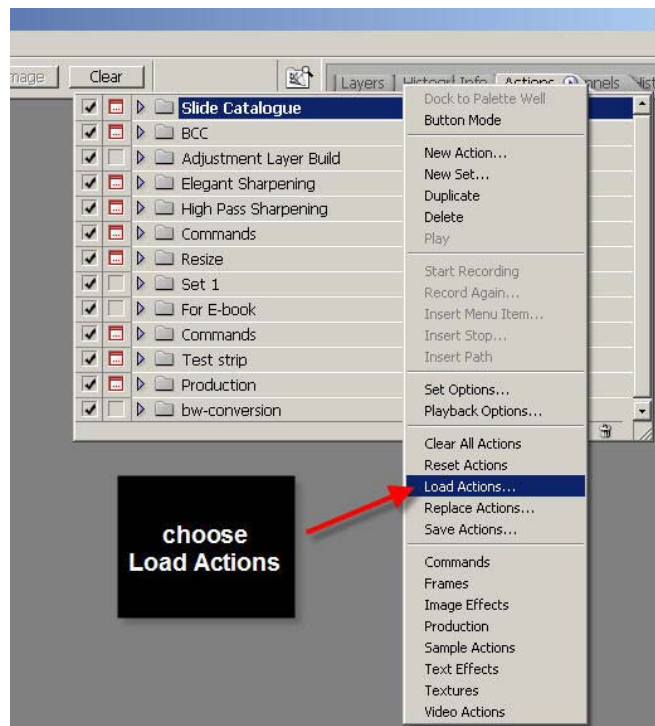 Clear
Layers
Info
Actions
Slide Catalogue
BCC
Adjustment Layer Build
Elegant Sharpening
High Pass Sharpening
Commands
Resize
Set 1
For E-book
Commands
Test strip
Production
bw-conversion
Dock to Palette Well
Button Mode
New Action...
New Set...
Duplicate
Delete
Play
Start Recording
Record Again...
Insert Menu Item...
Insert Stop...
Insert Path
Set Options...
Playback Options...
Clear All Actions
Reset Actions
Load Actions...
Replace Actions...
Save Actions...
Commands
Frames
Image Effects
Production
Sample Actions
Text Effects
Textures
Video Actions
choose
Load Actions